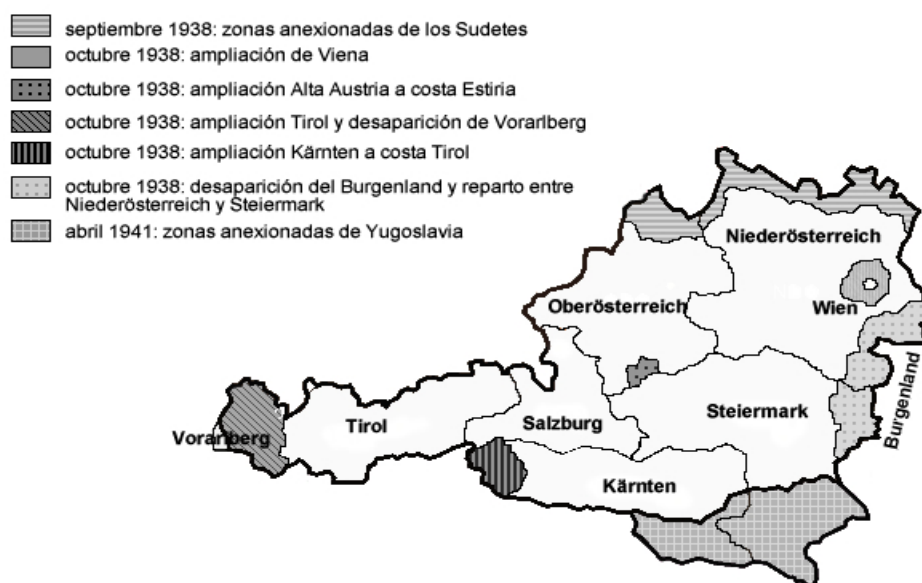 septiembre 1938: zonas anexionadas de los Sudetes
octubre 1938: ampliación de Viena
octubre 1938: ampliación Alta Austria a costa Estiria
octubre 1938: ampliación Tirol y desaparición de Vorarlberg
octubre 1938: ampliación Kärnten a costa Tirol
octubre 1938: desaparición del Burgenland y reparto entre
Niederösterreich y Steiermark
abril 1941: zonas anexionadas de Yugoslavia
Niederösterreich
Oberösterreich
Wien
Burgenland
Steiermark
Vorarlberg
Tirol
Salzburg
Kärnten